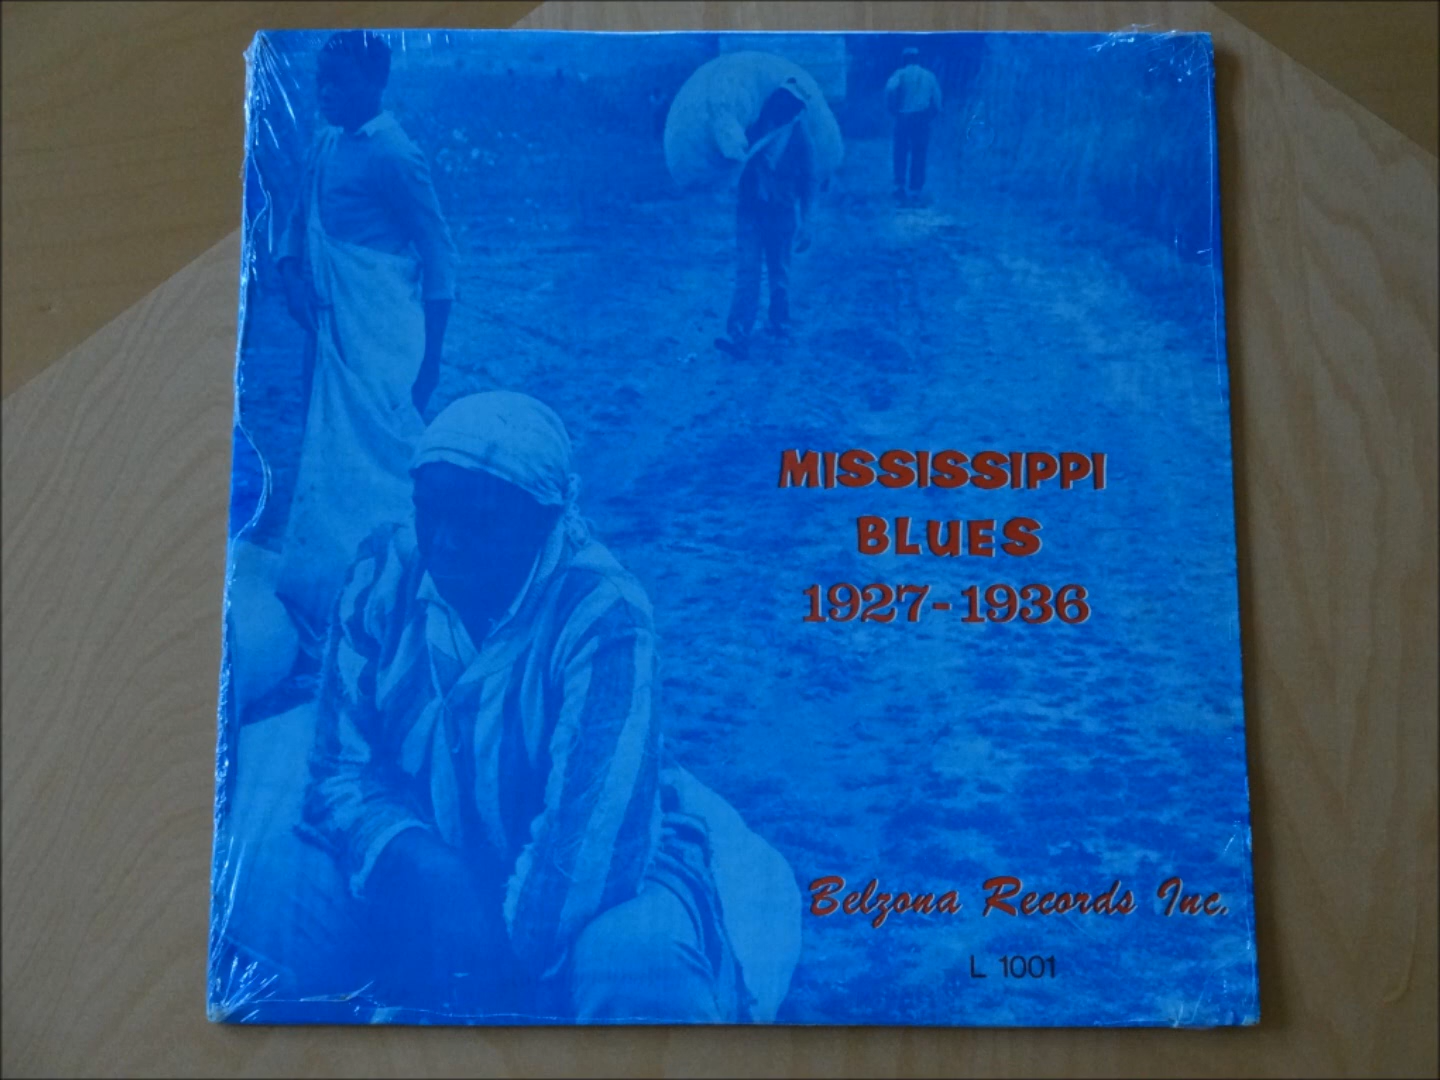 MISSISSIPPI
BLUES
1927-1936
Belzona Records Inc.
L 1001